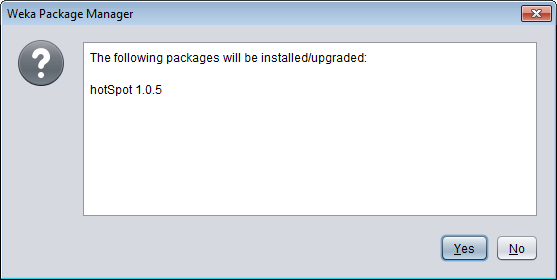 Weka Package Manager
The following packages will be installed/upgraded:
hotSpot 1.0.5
Yes
No